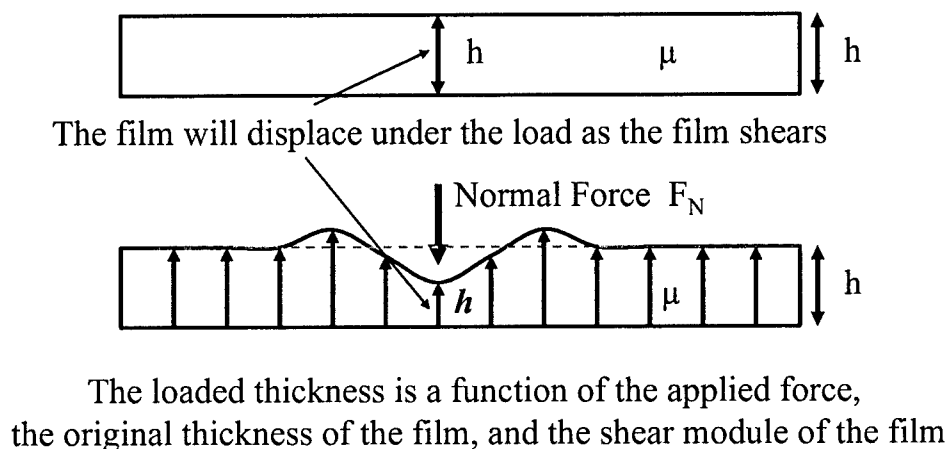 h μ h
The film will displace under the load as the film shears
Normal Force F_N
h μ h
The loaded thickness is a function of the applied force,
the original thickness of the film, and the shear module of the film